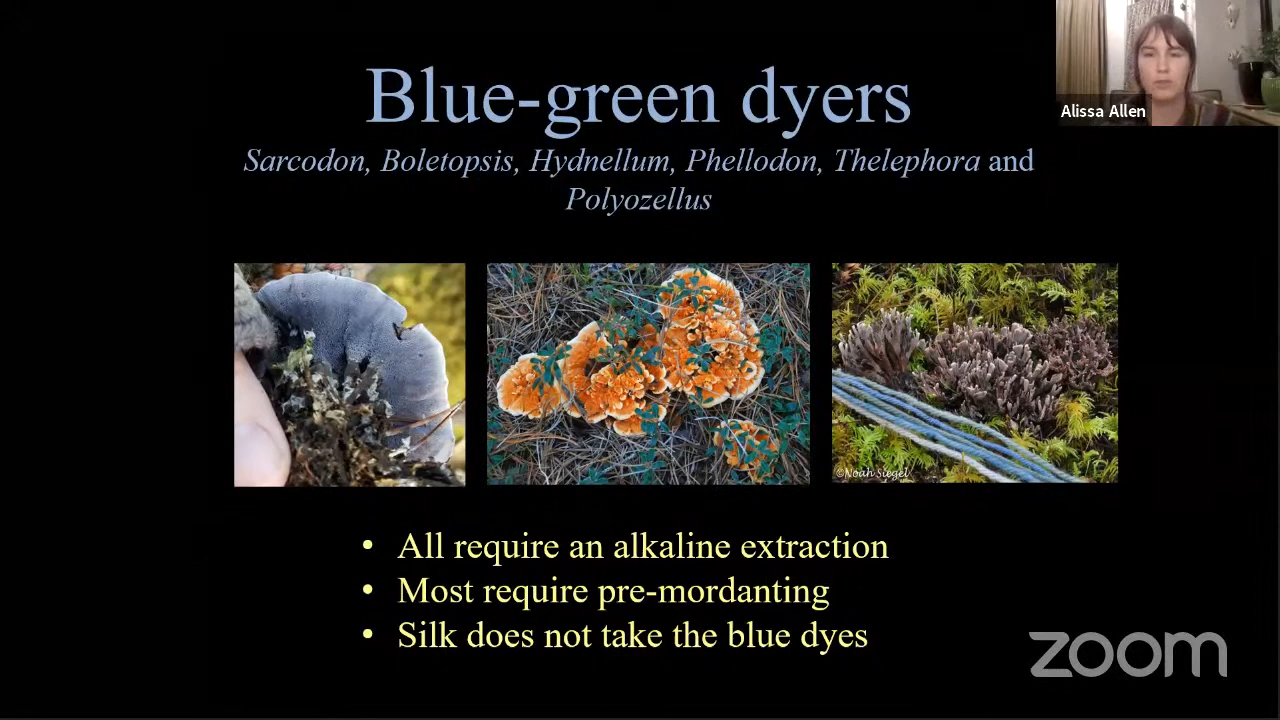 Blue-green dyers
Alissa Allen
Sarcodon, Boletopsis, Hydnellum, Phellodon, Thelephora and
Polyozellus
©Noah Siegel
• All require an alkaline extraction
• Most require pre-mordanting
• Silk does not take the blue dyes
zoom